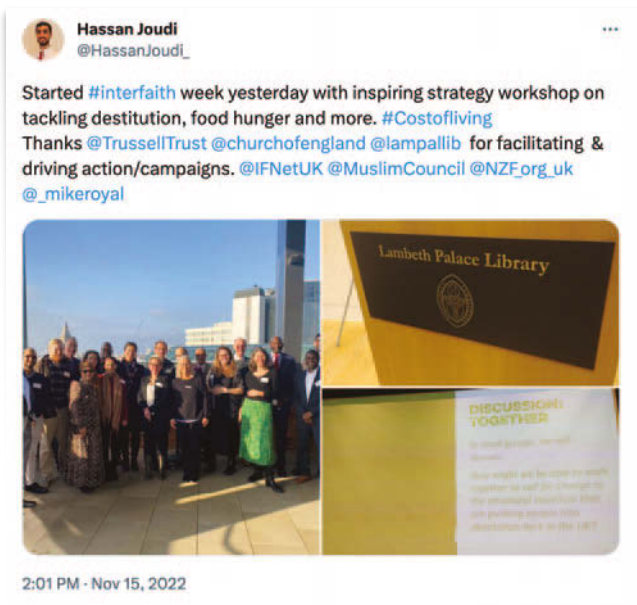 Hassan Joudi
@HassanJoudi_
Started #interfaith week yesterday with inspiring strategy workshop on
tackling destitution, food hunger and more. #Costofliving
Thanks @TrussellTrust @churchofengland @lampallib for facilitating &
driving action/campaigns. @IFNetUK @MuslimCouncil @NZF_org_uk
@_mikeroyal
Lambeth Palace Library
DISCUSSION:
TOGETHER
2:01 PM · Nov 15, 2022